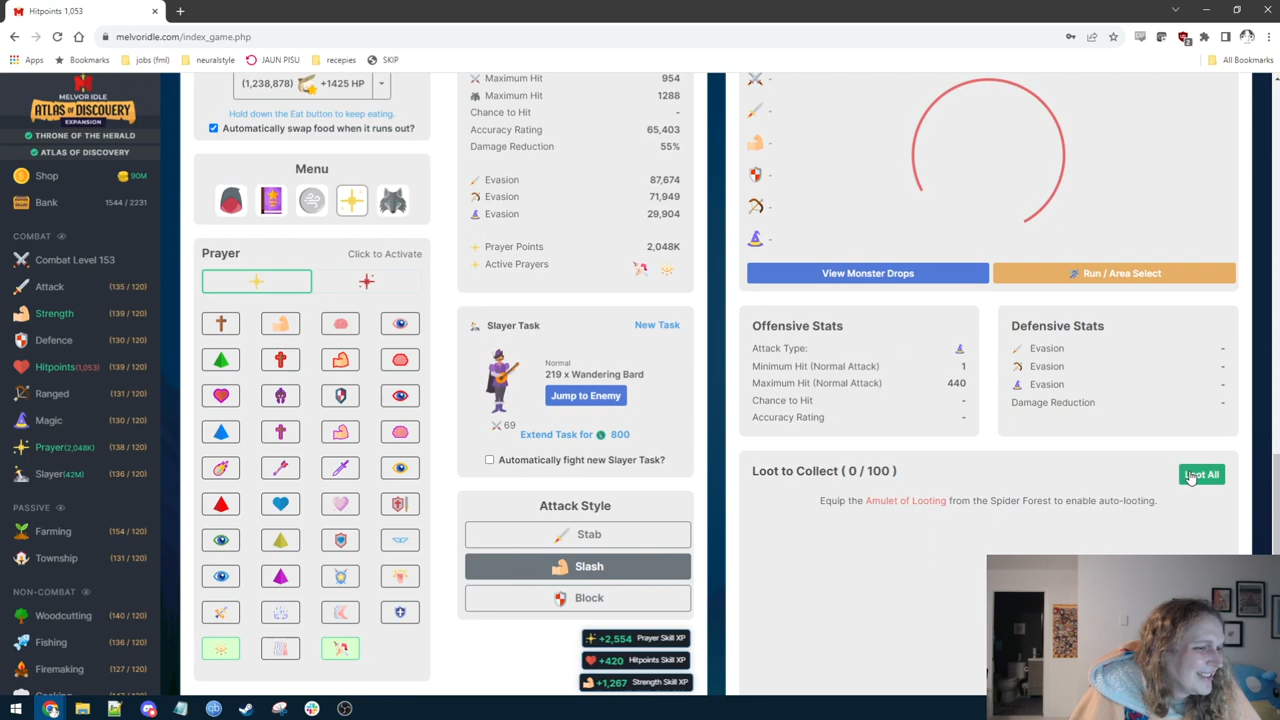 Hitpoints 1,053
melvoridle.com/index_game.php
Apps
Bookmarks
jobs (fml)
neuralstyle
JAUN PISU
recepies
SKIP
All Bookmarks
MELVOR IDLE
ATLAS OF DISCOVERY
EXPANSION
THRONE OF THE HERALD
ATLAS OF DISCOVERY
Shop 90M
Bank 1544 / 2231
COMBAT
Combat Level 153
Attack (135 / 120)
Strength (139 / 120)
Defence (130 / 120)
Hitpoints(1,053) (139 / 120)
Ranged (131 / 120)
Magic (130 / 120)
Prayer(2,048K) (138 / 120)
Slayer(42M) (136 / 120)
PASSIVE
Farming (154 / 120)
Township (131 / 120)
NON-COMBAT
Woodcutting (140 / 120)
Fishing (136 / 120)
Firemaking (127 / 120)
(1,238,878) +1425 HP
Hold down the Eat button to keep eating.
Automatically swap food when it runs out?
Menu
Prayer Click to Activate
Maximum Hit 954
Maximum Hit 1288
Chance to Hit -
Accuracy Rating 65,403
Damage Reduction 55%
Evasion 87,674
Evasion 71,949
Evasion 29,904
Prayer Points 2,048K
Active Prayers
Slayer Task New Task
Normal
219 x Wandering Bard
Jump to Enemy
69
Extend Task for 800
Automatically fight new Slayer Task?
Attack Style
Stab
Slash
Block
+2,554 Prayer Skill XP
+420 Hitpoints Skill XP
+1,267 Strength Skill XP
-
-
-
-
-
-
View Monster Drops
Run / Area Select
Offensive Stats
Attack Type:
Minimum Hit (Normal Attack) 1
Maximum Hit (Normal Attack) 440
Chance to Hit -
Accuracy Rating -
Defensive Stats
Evasion -
Evasion -
Evasion -
Damage Reduction -
Loot to Collect ( 0 / 100 )
Loot All
Equip the Amulet of Looting from the Spider Forest to enable auto-looting.